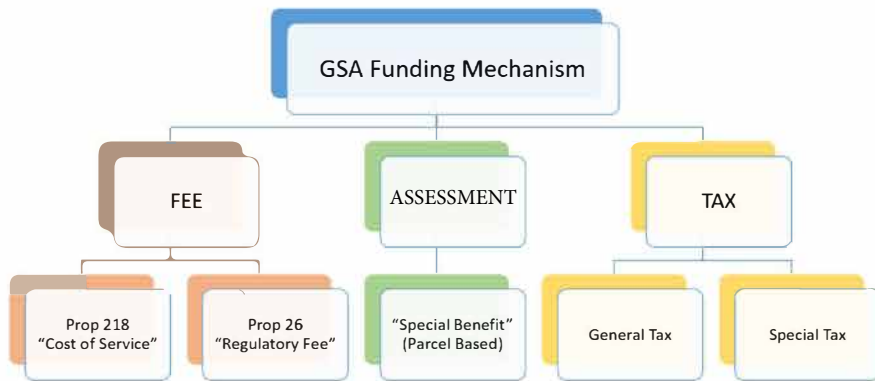 GSA Funding Mechanism
FEE
ASSESSMENT
TAX
Prop 218
“Cost of Service”
Prop 26
“Regulatory Fee”
“Special Benefit”
(Parcel Based)
General Tax
Special Tax